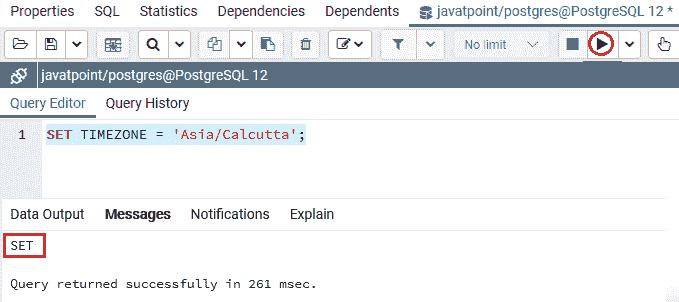 Properties SQL Statistics Dependencies Dependents javatpoint/postgres@PostgreSQL 12 *
No limit
javatpoint/postgres@PostgreSQL 12
Query Editor Query History
1 SET TIMEZONE = 'Asia/Calcutta';
Data Output Messages Notifications Explain
SET
Query returned successfully in 261 msec.